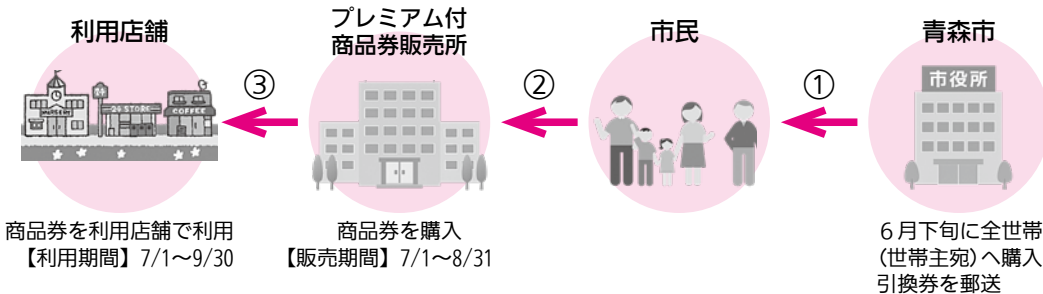 利用店舗
プレミアム付
商品券販売所
市民
青森市
③
②
①
市役所
24 STORE
COFFEE
商品券を利用店舗で利用
【利用期間】7/1～9/30
商品券を購入
【販売期間】7/1～8/31
６月下旬に全世帯
(世帯主宛)へ購入
引換券を郵送